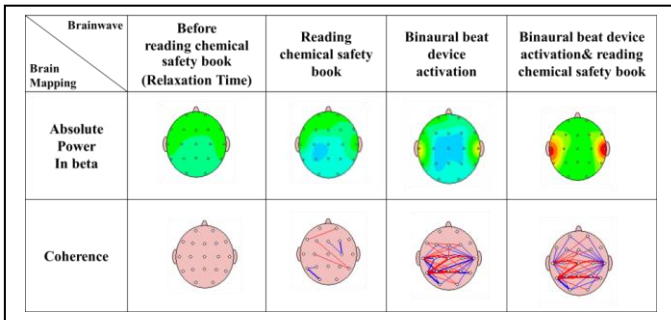 Brainwave
Brain
Mapping
Before
reading chemical
safety book
(Relaxation Time)
Reading
chemical safety
book
Binaural beat
device
activation
Binaural beat device
activation& reading
chemical safety book
Absolute
Power
In beta
Coherence